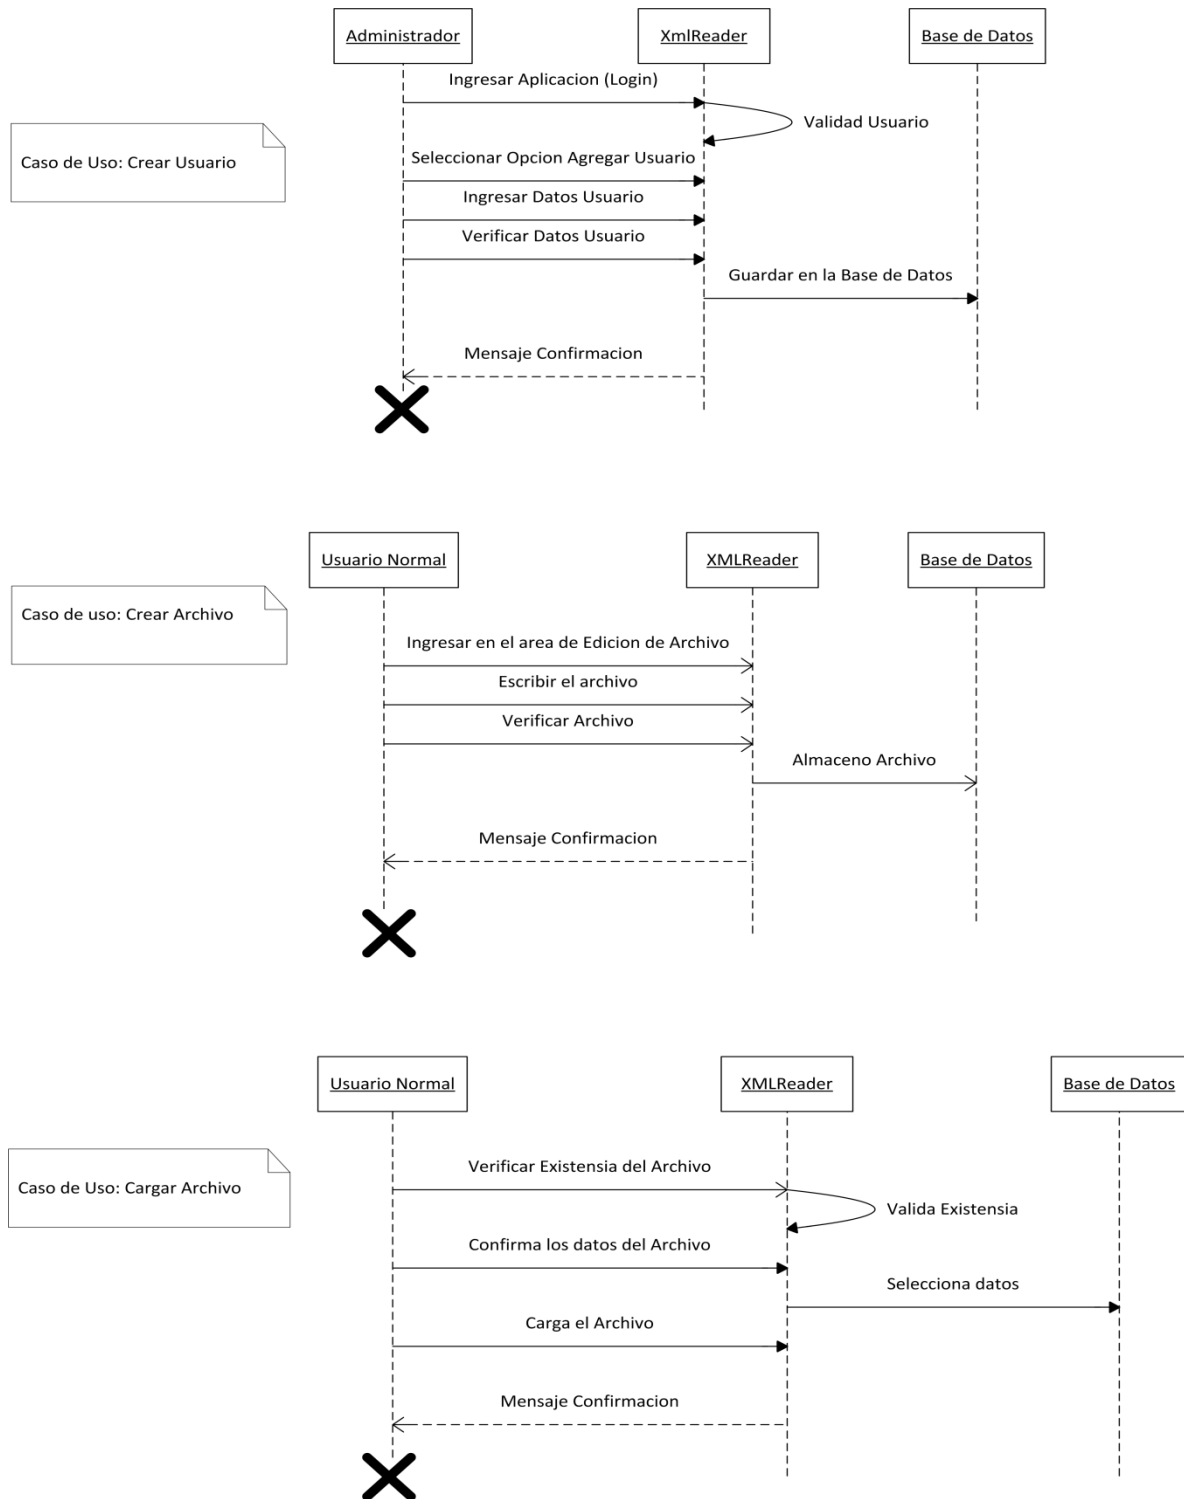 Administrador
XmlReader
Base de Datos
Ingresar Aplicacion (Login)
Validad Usuario
Caso de Uso: Crear Usuario
Seleccionar Opcion Agregar Usuario
Ingresar Datos Usuario
Verificar Datos Usuario
Guardar en la Base de Datos
Mensaje Confirmacion
Usuario Normal
XMLReader
Base de Datos
Caso de uso: Crear Archivo
Ingresar en el area de Edicion de Archivo
Escribir el archivo
Verificar Archivo
Almaceno Archivo
Mensaje Confirmacion
Usuario Normal
XMLReader
Base de Datos
Verificar Existensia del Archivo
Caso de Uso: Cargar Archivo
Valida Existensia
Confirma los datos del Archivo
Selecciona datos
Carga el Archivo
Mensaje Confirmacion